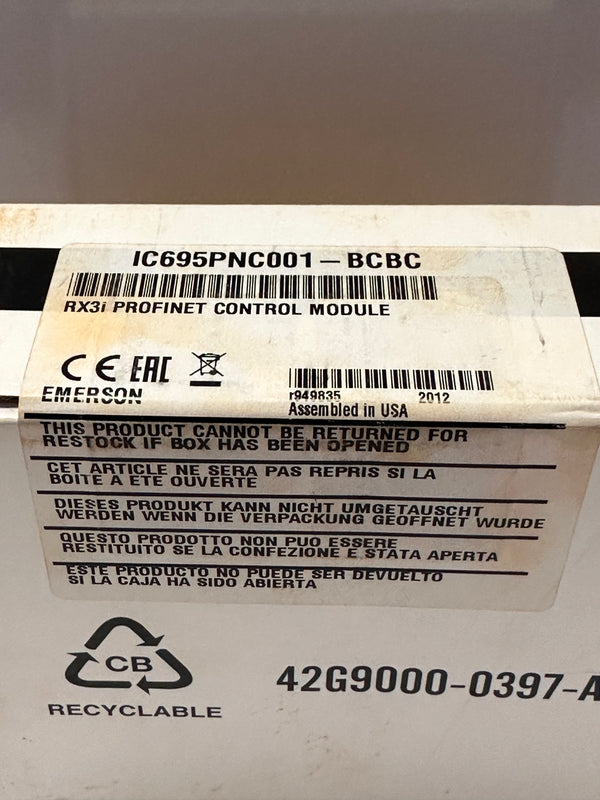 IC695PNC001-BCBC
RX3i PROFINET CONTROL MODULE
CE EAC
EMERSON
r949835 2012
Assembled in USA
THIS PRODUCT CANNOT BE RETURNED FOR
RESTOCK IF BOX HAS BEEN OPENED
CET ARTICLE NE SERA PAS REPRIS SI LA
BOITE A ETE OUVERTE
DIESES PRODUKT KANN NICHT UMGETAUSCHT
WERDEN WENN DIE VERPACKUNG GEOFFNET WURDE
QUESTO PRODOTTO NON PUO ESSERE
RESTITUITO SE LA CONFEZIONE E STATA APERTA
ESTE PRODUCTO NO PUEDE SER DEVUELTO
SI LA CAJA HA SIDO ABIERTA
CB
RECYCLABLE
42G9000-0397-A